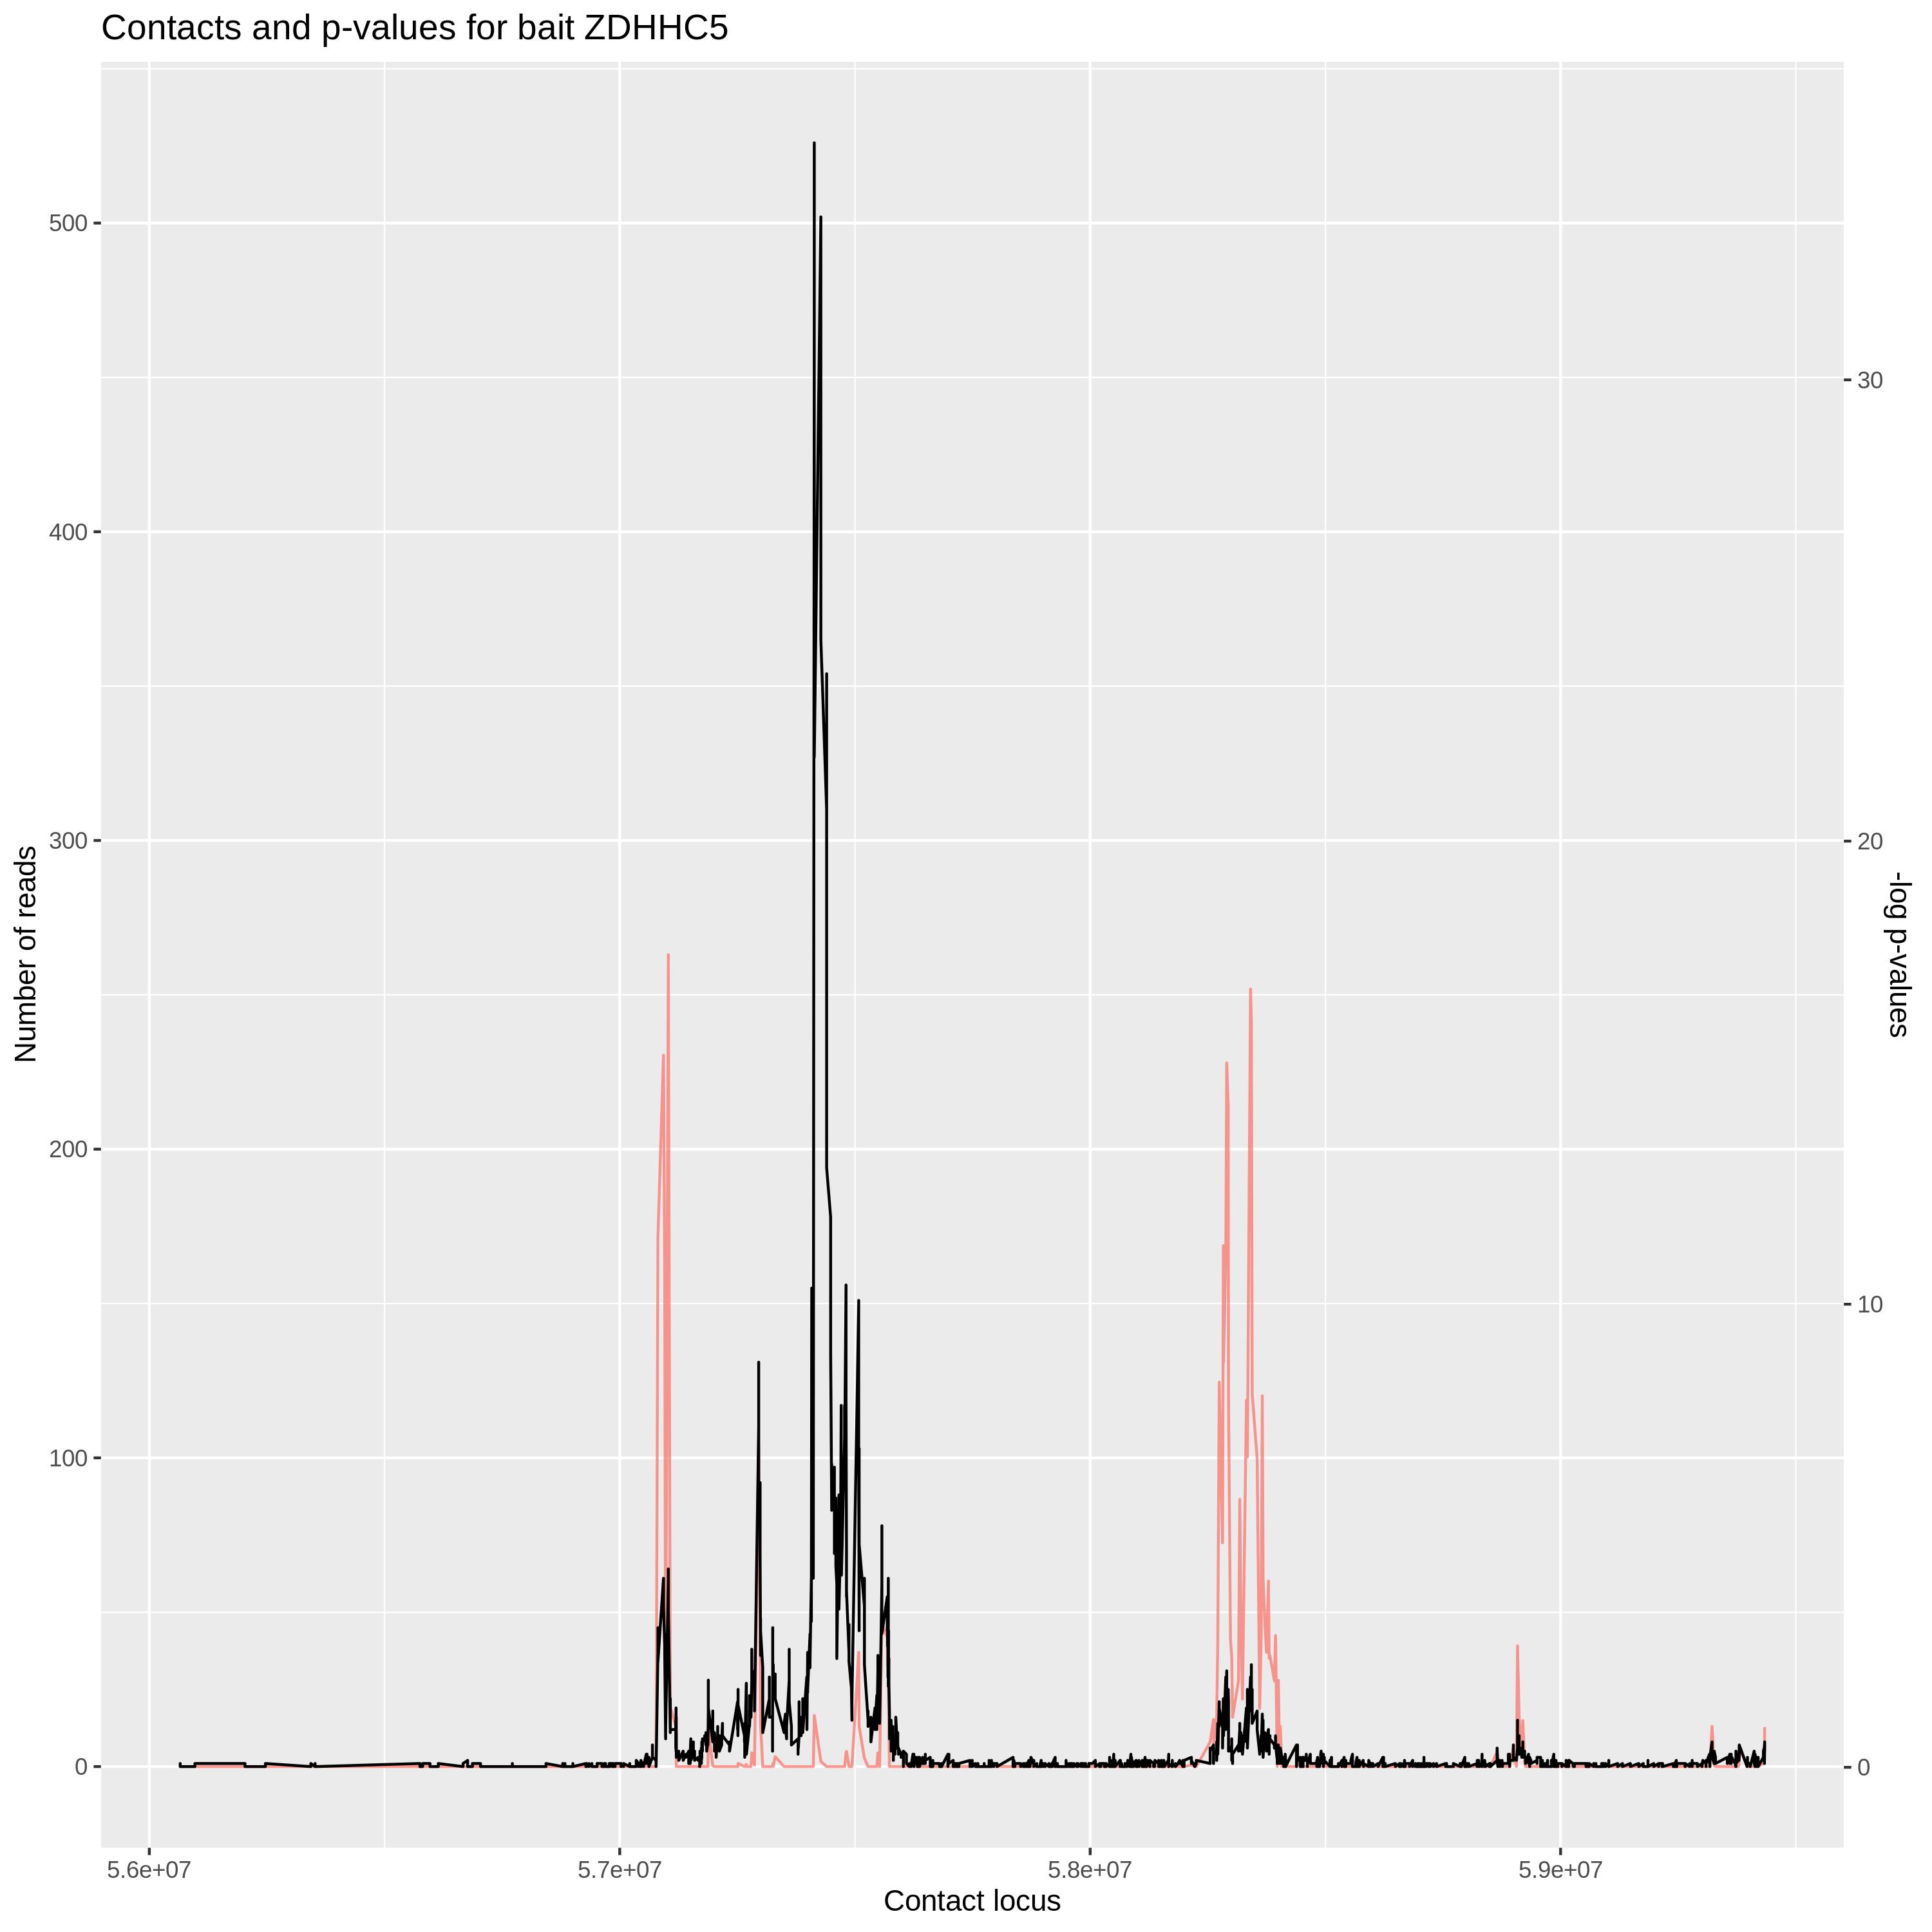 Contacts and p-values for bait ZDHHC5
500
400
300
200
100
0
Number of reads
30
20
10
0
-log p-values
5.6e+07
5.7e+07
5.8e+07
5.9e+07
Contact locus